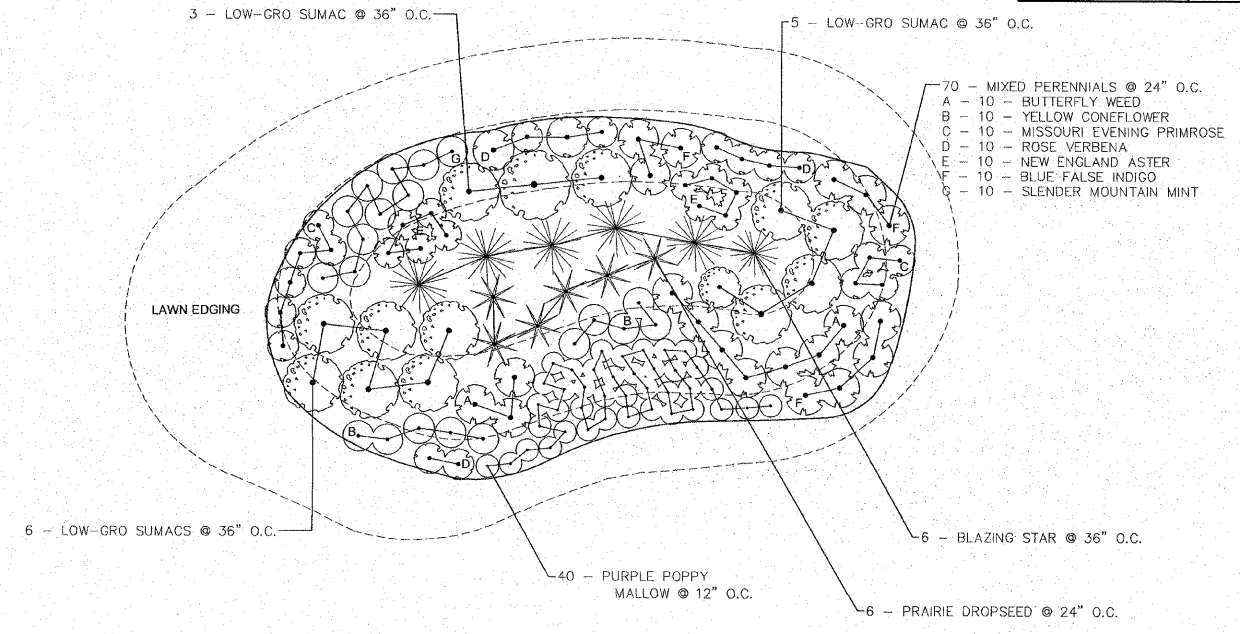 3 – LOW-GRO SUMAC @ 36" O.C.
5 – LOW-GRO SUMAC @ 36" O.C.
70 – MIXED PERENNIALS @ 24" O.C.
A – 10 – BUTTERFLY WEED
B – 10 – YELLOW CONEFLOWER
C – 10 – MISSOURI EVENING PRIMROSE
D – 10 – ROSE VERBENA
E – 10 – NEW ENGLAND ASTER
F – 10 – BLUE FALSE INDIGO
G – 10 – SLENDER MOUNTAIN MINT
G D F D
E F
C E
C
LAWN EDGING
B A
A F
B
D
6 – LOW-GRO SUMACS @ 36" O.C.
6 – BLAZING STAR @ 36" O.C.
40 – PURPLE POPPY
MALLOW @ 12" O.C.
6 – PRAIRIE DROPSEED @ 24" O.C.